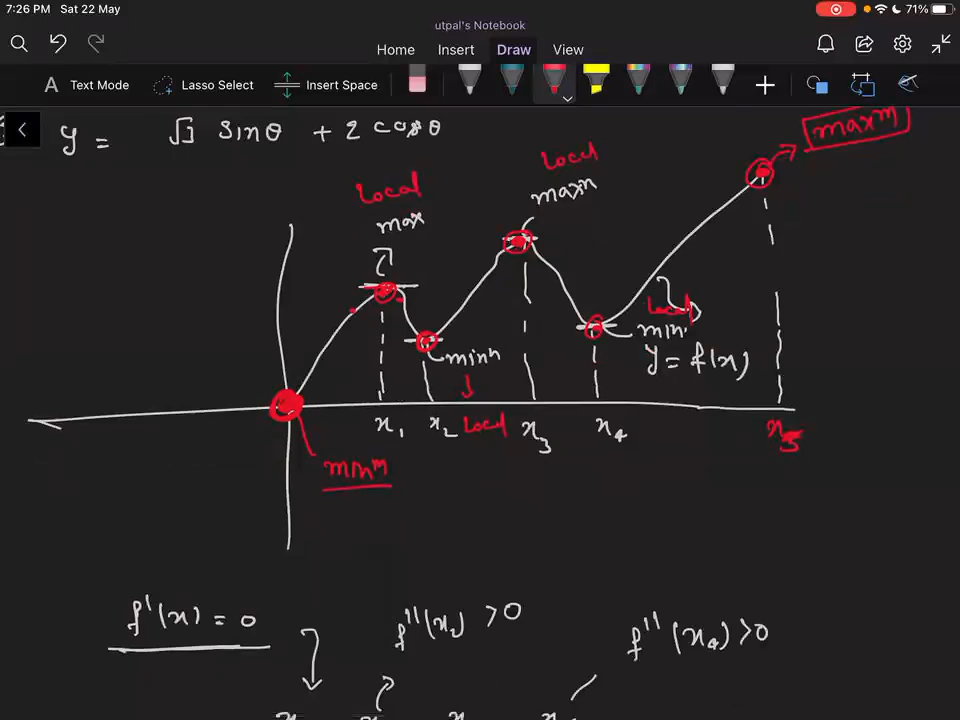 7:26 PM Sat 22 May 71%
utpal's Notebook
Home Insert Draw View
A Text Mode Lasso Select Insert Space
y = √3 sinθ + 2 cosθ
maxm
Local
max
Local
maxm
Local
min
minm
Local
y = f(x)
x1 x2 x3 x4 x5
minm
f'(x) = 0
f''(x2) > 0
f''(x4) > 0